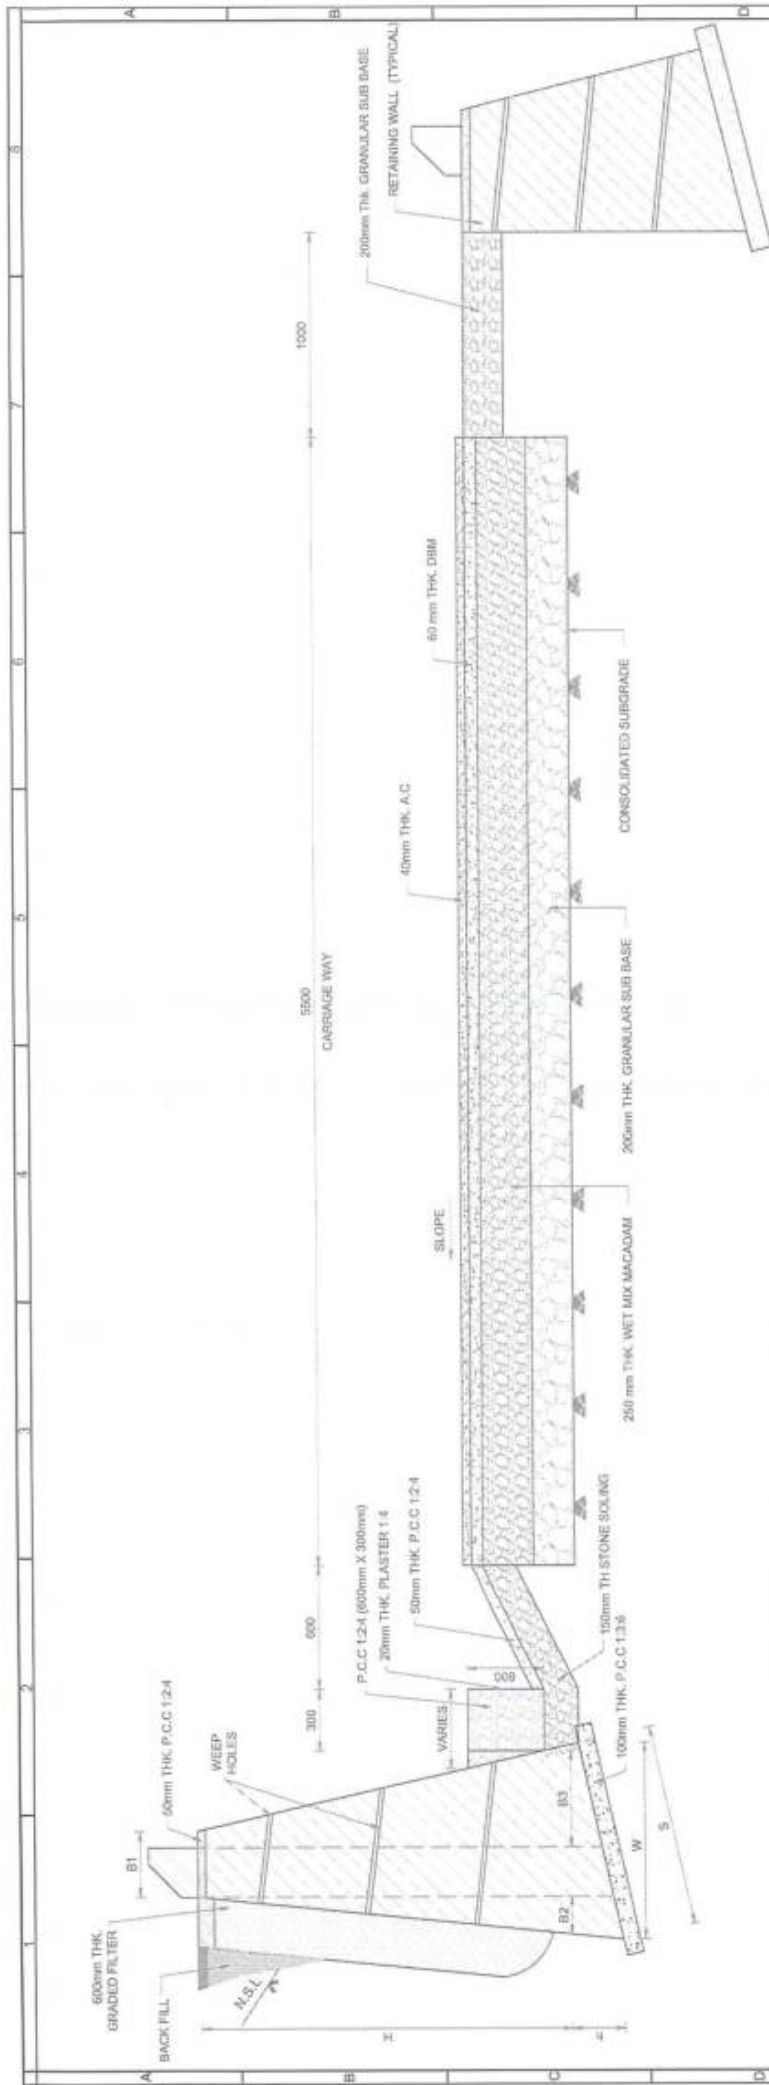 1
2
3
4
5
6
7
8
A
B
A
B
C
A
B
D
600mm THK.
GRADED FILTER
BACK FILL
N.S.L
B1
50mm THK. P.C.C 1:2:4
WEEP
HOLES
VARIES
300
600
P.C.C 1:2:4 (600mm X 300mm)
20mm THK. PLASTER 1:4
50mm THK. P.C.C 1:2:4
150mm TH STONE SOLING
100mm THK. P.C.C 1:3:6
B2
B3
W
S
H
5500
CARRIAGE WAY
SLOPE
40mm THK. A.C
60 mm THK. DBM
250 mm THK. WET MIX MACADAM
200mm THK. GRANULAR SUB BASE
CONSOLIDATED SUBGRADE
1000
200mm Thk. GRANULAR SUB BASE
RETAINING WALL (TYPICAL)